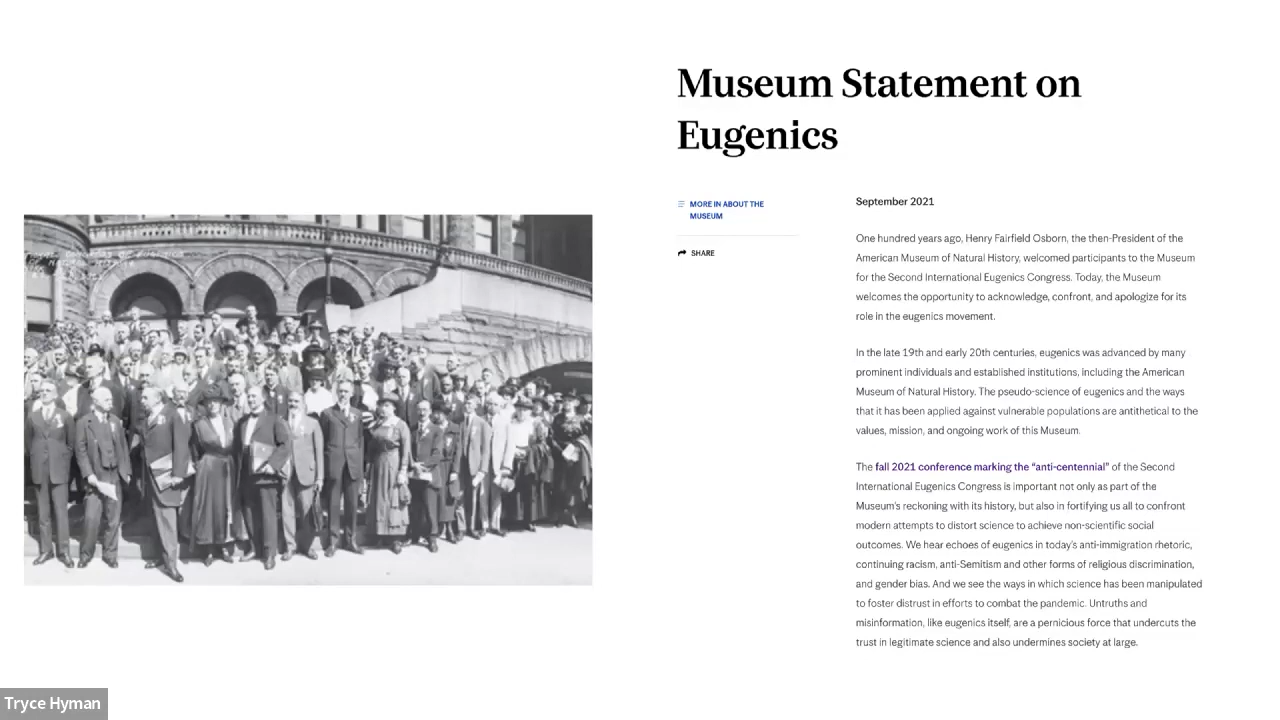 Museum Statement on
Eugenics
MORE IN ABOUT THE
MUSEUM
SHARE
September 2021
One hundred years ago, Henry Fairfield Osborn, the then-President of the
American Museum of Natural History, welcomed participants to the Museum
for the Second International Eugenics Congress. Today, the Museum
welcomes the opportunity to acknowledge, confront, and apologize for its
role in the eugenics movement.
In the late 19th and early 20th centuries, eugenics was advanced by many
prominent individuals and established institutions, including the American
Museum of Natural History. The pseudo-science of eugenics and the ways
that it has been applied against vulnerable populations are antithetical to the
values, mission, and ongoing work of this Museum.
The fall 2021 conference marking the “anti-centennial” of the Second
International Eugenics Congress is important not only as part of the
Museum's reckoning with its history, but also in fortifying us all to confront
modern attempts to distort science to achieve non-scientific social
outcomes. We hear echoes of eugenics in today's anti-immigration rhetoric,
continuing racism, anti-Semitism and other forms of religious discrimination,
and gender bias. And we see the ways in which science has been manipulated
to foster distrust in efforts to combat the pandemic. Untruths and
misinformation, like eugenics itself, are a pernicious force that undercuts the
trust in legitimate science and also undermines society at large.
Tryce Hyman